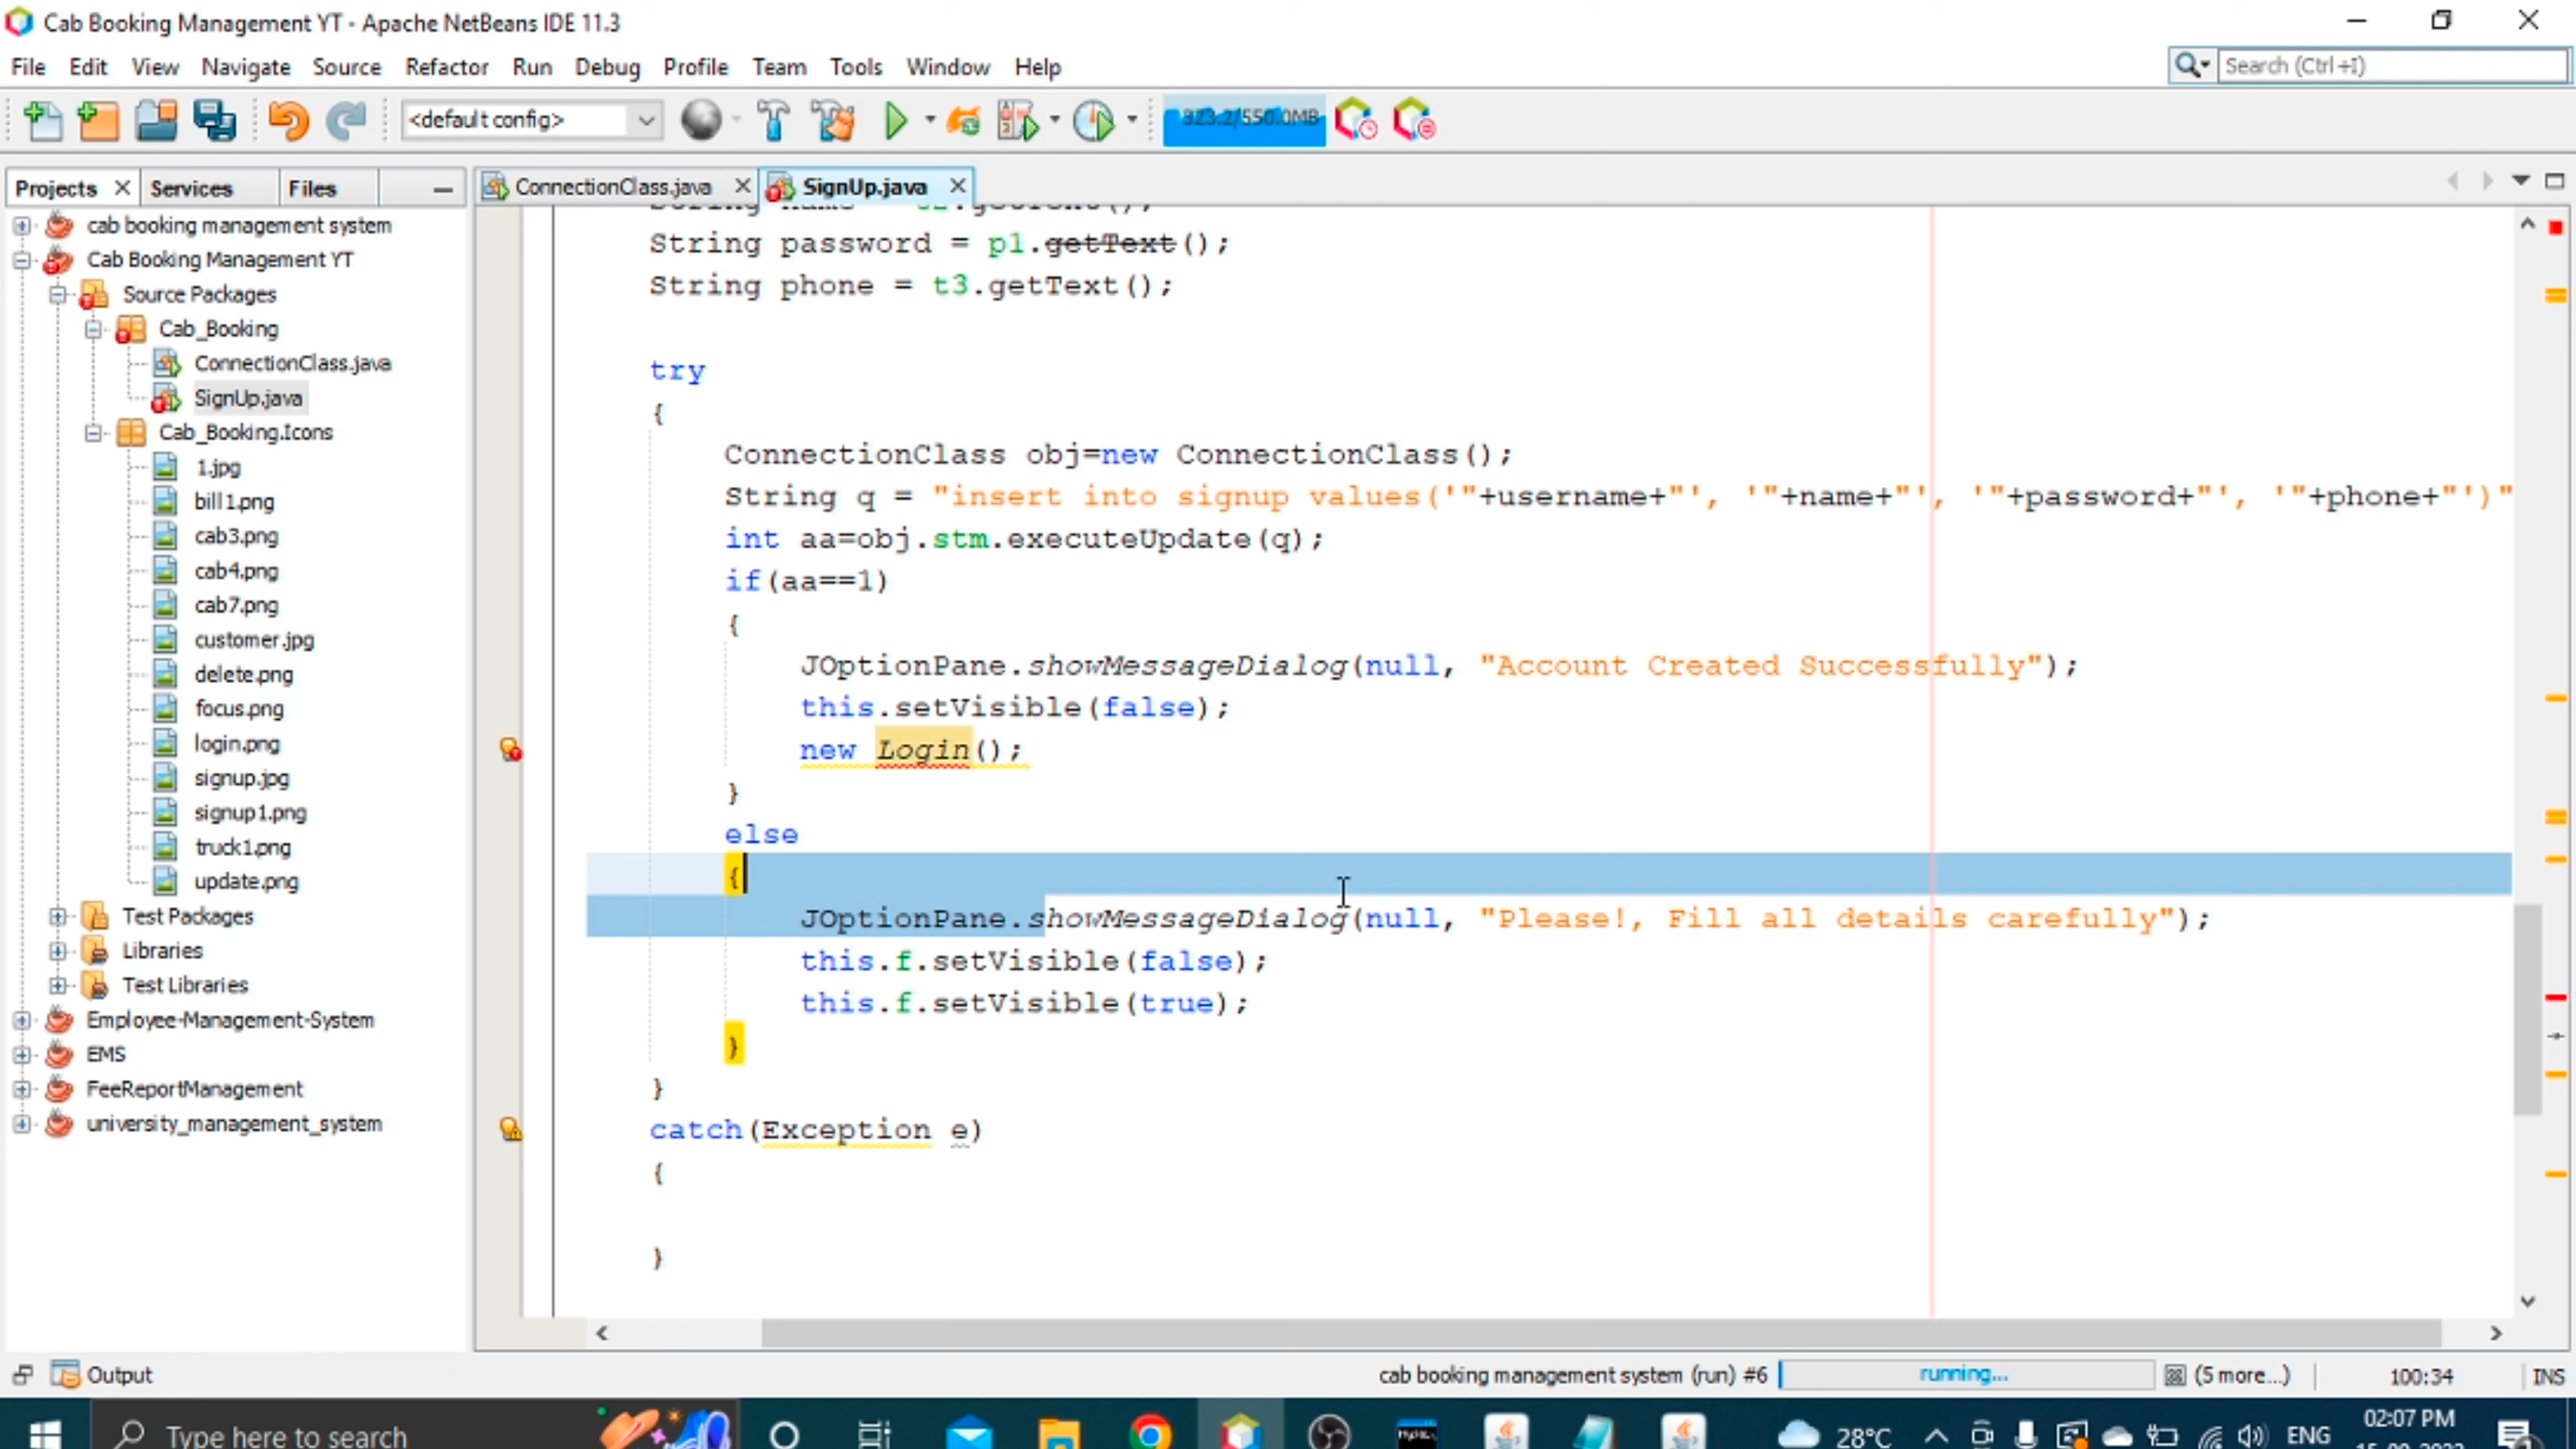 Cab Booking Management YT - Apache NetBeans IDE 11.3
File Edit View Navigate Source Refactor Run Debug Profile Team Tools Window Help
Search (Ctrl+I)
<default config>
323.2/550.0MB
Projects Services Files
ConnectionClass.java SignUp.java
cab booking management system
Cab Booking Management YT
Source Packages
Cab_Booking
ConnectionClass.java
SignUp.java
Cab_Booking.Icons
1.jpg
bill1.png
cab3.png
cab4.png
cab7.png
customer.jpg
delete.png
focus.png
login.png
signup.jpg
signup1.png
truck1.png
update.png
Test Packages
Libraries
Test Libraries
Employee-Management-System
EMS
FeeReportManagement
university_management_system
String password = p1.getText();
String phone = t3.getText();
try
{
ConnectionClass obj=new ConnectionClass();
String q = "insert into signup values('"+username+"', '"+name+"', '"+password+"', '"+phone+"')"
int aa=obj.stm.executeUpdate(q);
if(aa==1)
{
JOptionPane.showMessageDialog(null, "Account Created Successfully");
this.setVisible(false);
new Login();
}
else
{
JOptionPane.showMessageDialog(null, "Please!, Fill all details carefully");
this.f.setVisible(false);
this.f.setVisible(true);
}
}
catch(Exception e)
{
}
Output
cab booking management system (run) #6 running... (5 more...) 100:34 INS
Type here to search
28°C ENG 02:07 PM